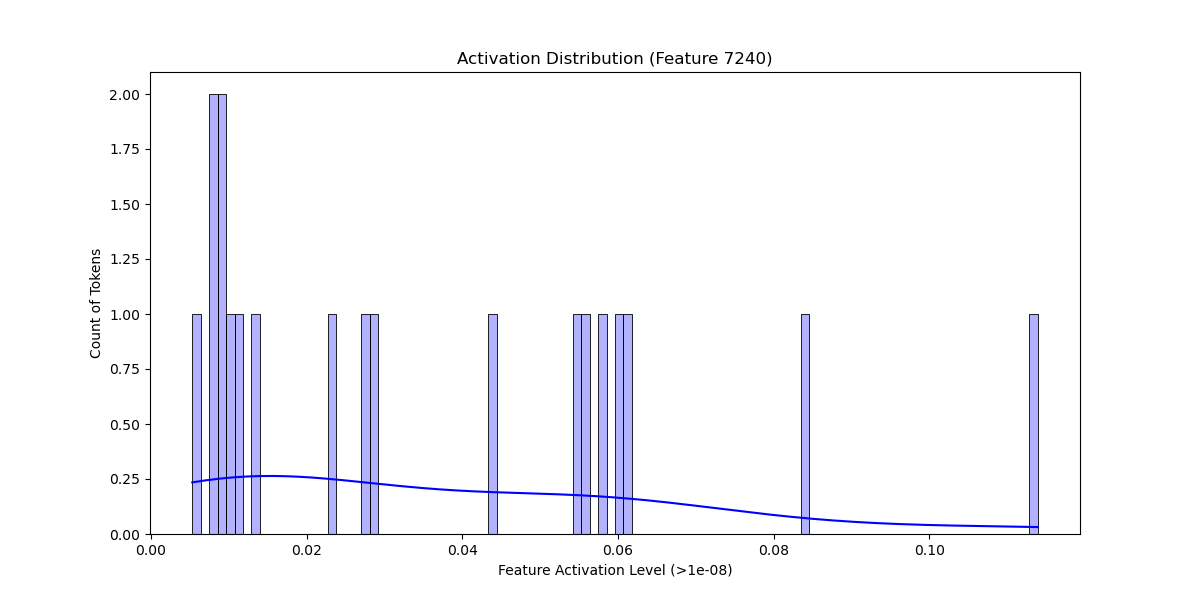 Activation Distribution (Feature 7240)
2.00
1.75
1.50
1.25
1.00
0.75
0.50
0.25
0.00
Count of Tokens
0.00 0.02 0.04 0.06 0.08 0.10
Feature Activation Level (>1e-08)